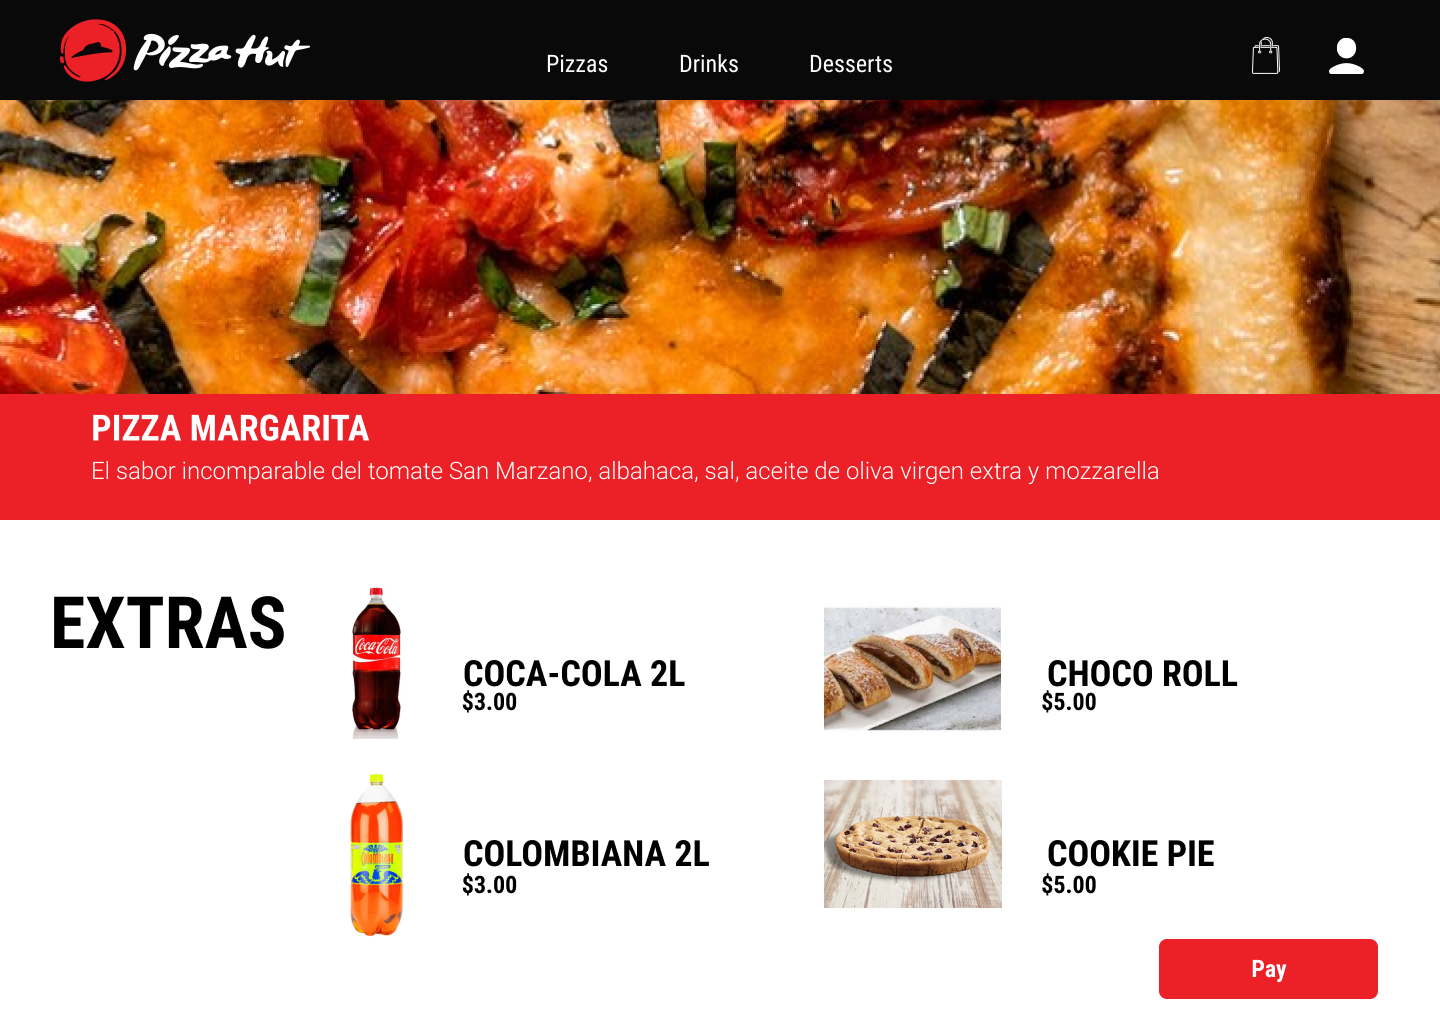 Pizza Hut
Pizzas
Drinks
Desserts
PIZZA MARGARITA
El sabor incomparable del tomate San Marzano, albahaca, sal, aceite de oliva virgen extra y mozzarella
EXTRAS
Coca-Cola
COCA-COLA 2L
$3.00
CHOCO ROLL
$5.00
Colombiana
COLOMBIANA 2L
$3.00
COOKIE PIE
$5.00
Pay